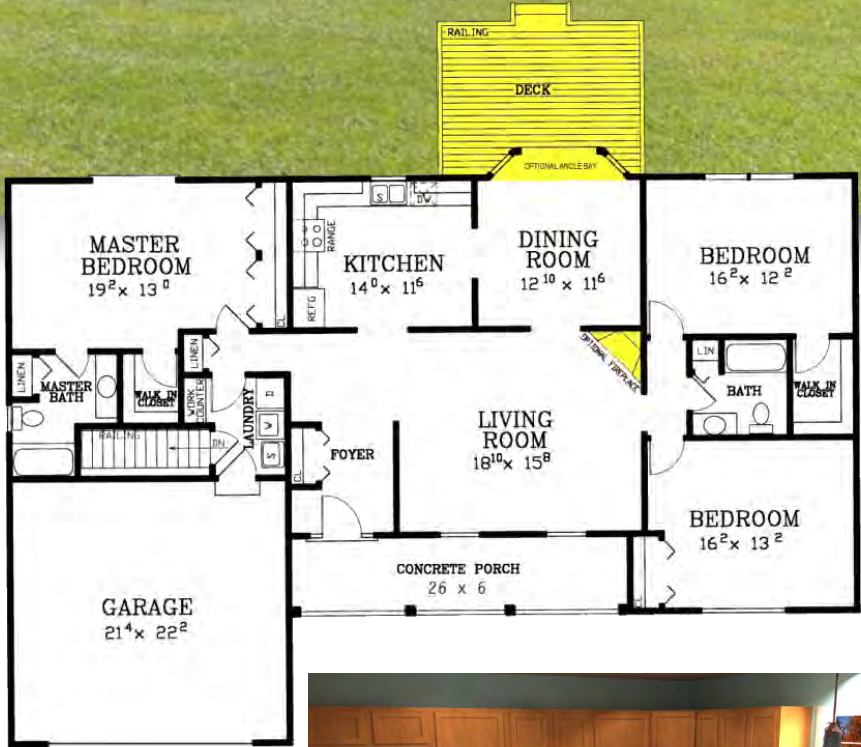 RAILING
DECK
OPTIONAL ANGLE BAY
MASTER
BEDROOM
19² x 13⁰
CL
S
DW
RANGE
KITCHEN
14⁰ x 11⁶
REFG
DINING
ROOM
12¹⁰ x 11⁶
BEDROOM
16² x 12²
OPTIONAL FIREPLACE
LINEN
MASTER
BATH
WALK IN
CLOSET
LINEN
WORK
COUNTER
LAUNDRY
D
W
S
RAILING
DN
CL
FOYER
LIVING
ROOM
18¹⁰ x 15⁸
LIN
BATH
WALK IN
CLOSET
BEDROOM
16² x 13²
CL
CONCRETE PORCH
26 x 6
GARAGE
21⁴ x 22²